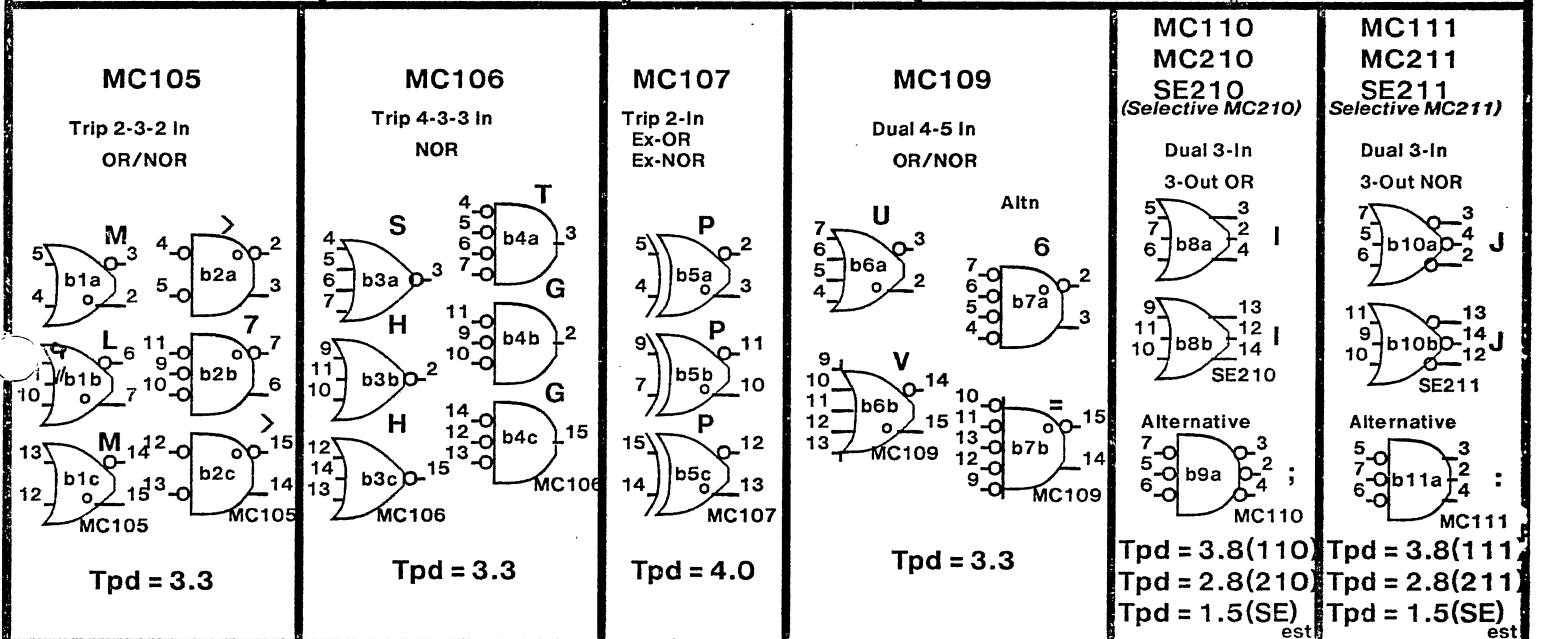 MC105
Trip 2-3-2 In
OR/NOR
M
5
4
b1a
3
2
>
4
5
b2a
2
3
L
9
11
10
b1b
6
7
7
11
9
10
b2b
7
6
M
13
12
b1c
14
15
MC105
>
12
13
b2c
15
14
MC105
Tpd = 3.3
MC106
Trip 4-3-3 In
NOR
S
4
5
6
7
b3a
3
T
4
5
6
7
b4a
3
H
9
11
10
b3b
2
G
11
9
10
b4b
2
H
12
14
13
b3c
15
MC106
G
14
12
13
b4c
15
MC106
Tpd = 3.3
MC107
Trip 2-In
Ex-OR
Ex-NOR
P
5
4
b5a
2
3
P
9
7
b5b
11
10
P
15
14
b5c
12
13
MC107
Tpd = 4.0
MC109
Dual 4-5 In
OR/NOR
U
7
6
5
4
b6a
3
2
Altn
6
7
6
5
4
b7a
2
3
V
9
10
11
12
13
b6b
14
15
MC109
=
10
11
13
12
9
b7b
15
14
MC109
Tpd = 3.3
MC110
MC210
SE210
(Selective MC210)
Dual 3-In
3-Out OR
5
7
6
b8a
3
2
4
I
9
11
10
b8b
13
12
14
I
SE210
Alternative
7
5
6
b9a
3
2
4
;
MC110
Tpd = 3.8(110)
Tpd = 2.8(210)
Tpd = 1.5(SE)
est
MC111
MC211
SE211
Selective MC211)
Dual 3-In
3-Out NOR
7
5
6
b10a
3
4
2
J
11
9
10
b10b
13
14
12
J
SE211
Alternative
5
7
6
b11a
3
2
4
:
MC111
Tpd = 3.8(111)
Tpd = 2.8(211)
Tpd = 1.5(SE)
est